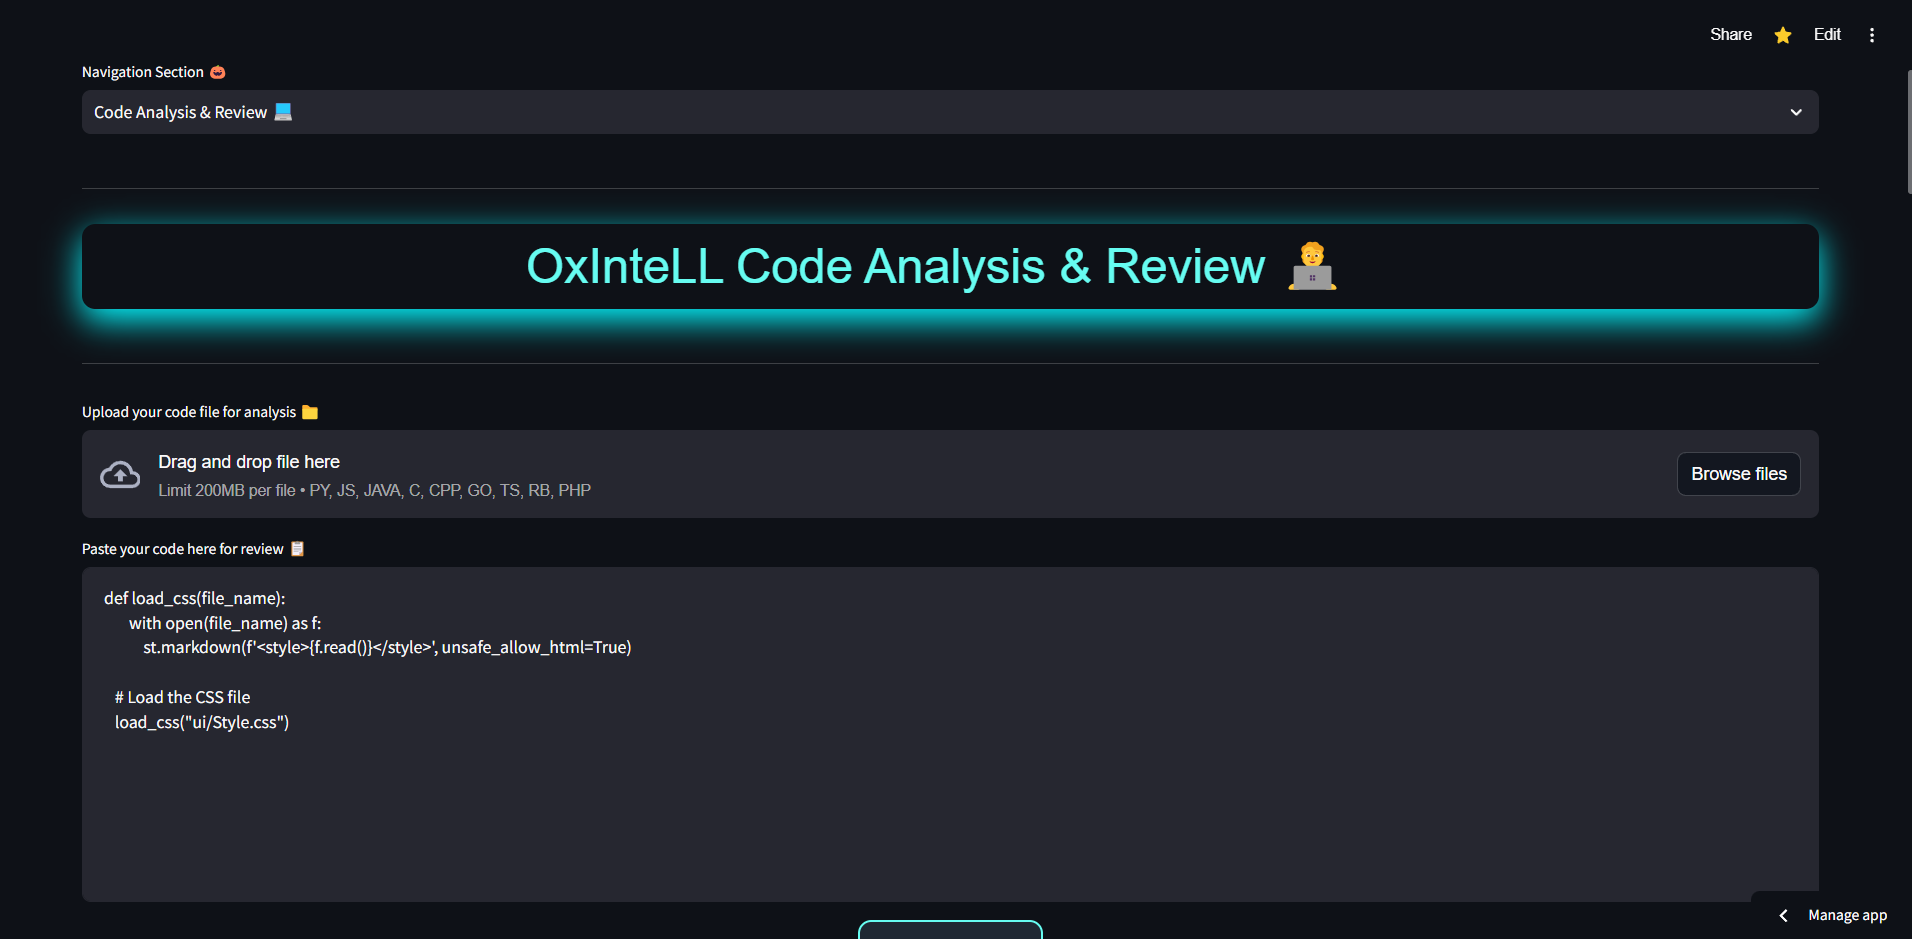 Share ⭐ Edit
Navigation Section 🎃
Code Analysis & Review 💻
OxInteLL Code Analysis & Review 🧑‍💻
Upload your code file for analysis 📁
Drag and drop file here
Limit 200MB per file • PY, JS, JAVA, C, CPP, GO, TS, RB, PHP
Browse files
Paste your code here for review 📋
def load_css(file_name):
with open(file_name) as f:
st.markdown(f'<style>{f.read()}</style>', unsafe_allow_html=True)
# Load the CSS file
load_css("ui/Style.css")
Manage app